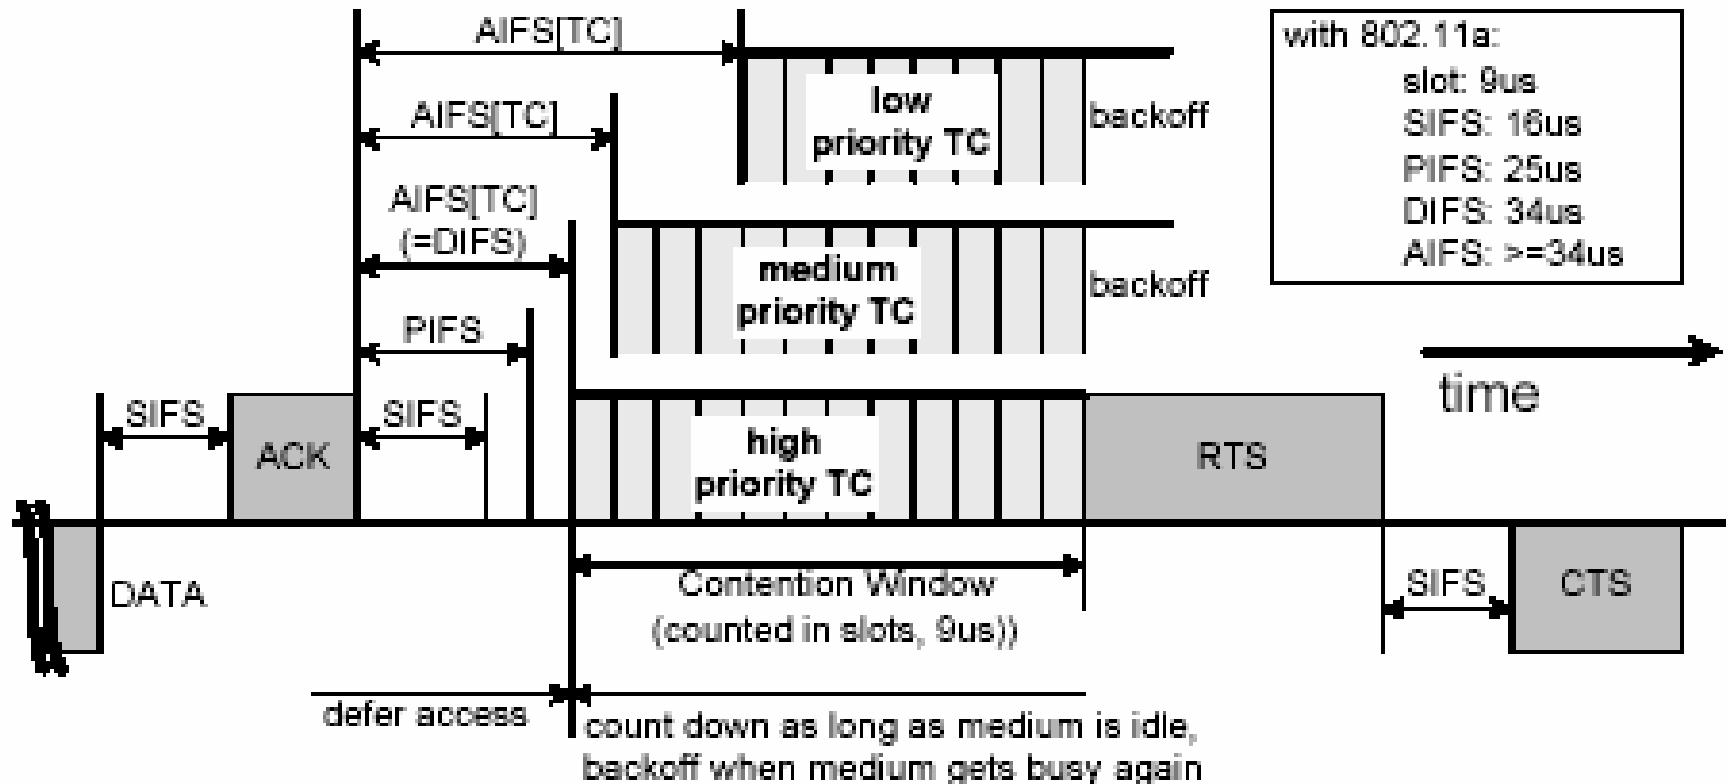 AIFS[TC]
with 802.11a:
slot: 9us
SIFS: 16us
PIFS: 25us
DIFS: 34us
AIFS: >=34us
low
priority TC
backoff
AIFS[TC]
AIFS[TC]
(=DIFS)
medium
priority TC
backoff
PIFS
time
SIFS
ACK
SIFS
high
priority TC
RTS
DATA
Contention Window
(counted in slots, 9us))
SIFS
CTS
defer access
count down as long as medium is idle,
backoff when medium gets busy again